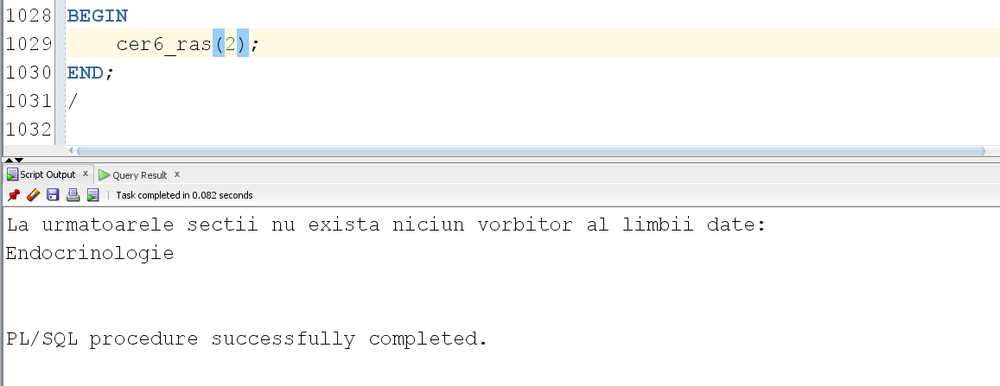 1028 BEGIN
1029 cer6_ras(2);
1030 END;
1031 /
1032
Script Output x Query Result x
Task completed in 0.082 seconds
La urmatoarele sectii nu exista niciun vorbitor al limbii date:
Endocrinologie
PL/SQL procedure successfully completed.